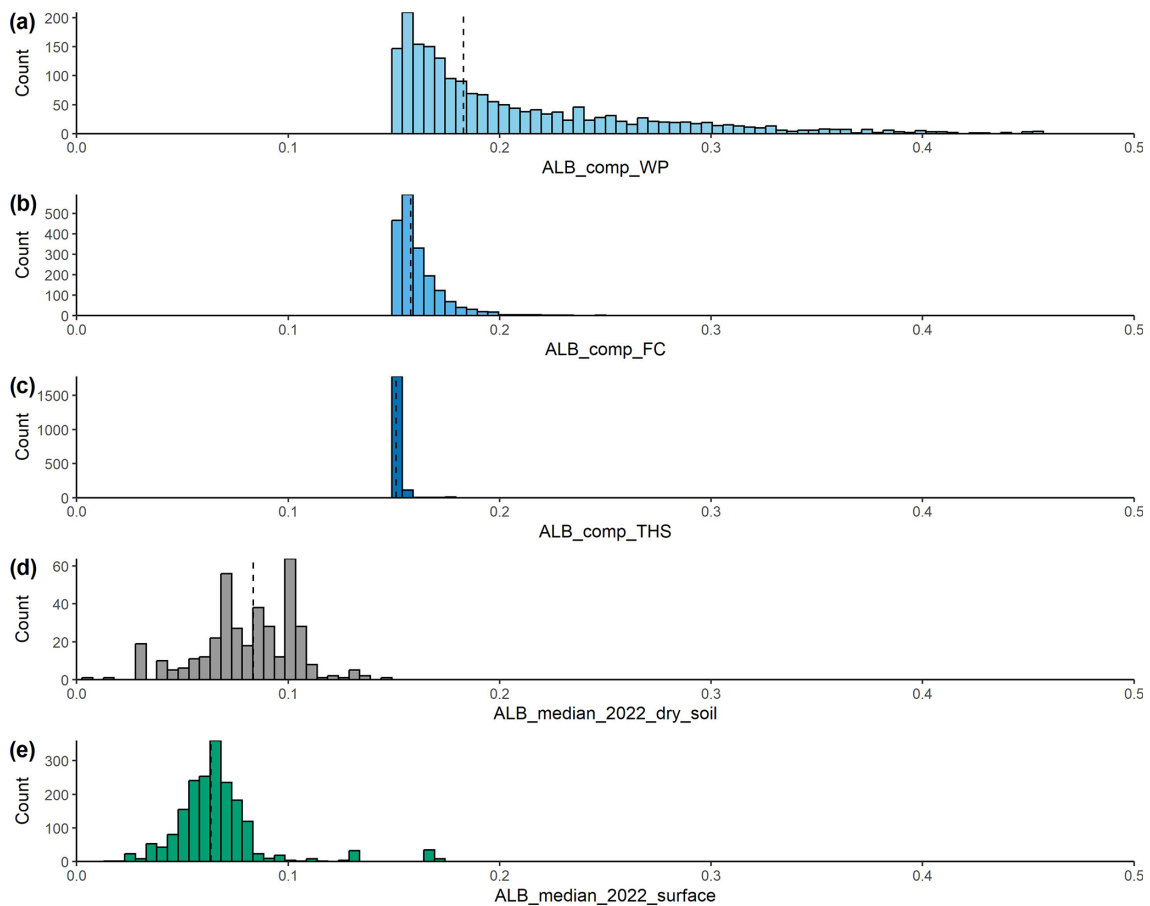 (a)
Count
200
150
100
50
0
0.0 0.1 0.2 0.3 0.4 0.5
ALB_comp_WP
(b)
Count
500
400
300
200
100
0
0.0 0.1 0.2 0.3 0.4 0.5
ALB_comp_FC
(c)
Count
1500
1000
500
0
0.0 0.1 0.2 0.3 0.4 0.5
ALB_comp_THS
(d)
Count
60
40
20
0
0.0 0.1 0.2 0.3 0.4 0.5
ALB_median_2022_dry_soil
(e)
Count
300
200
100
0
0.0 0.1 0.2 0.3 0.4 0.5
ALB_median_2022_surface